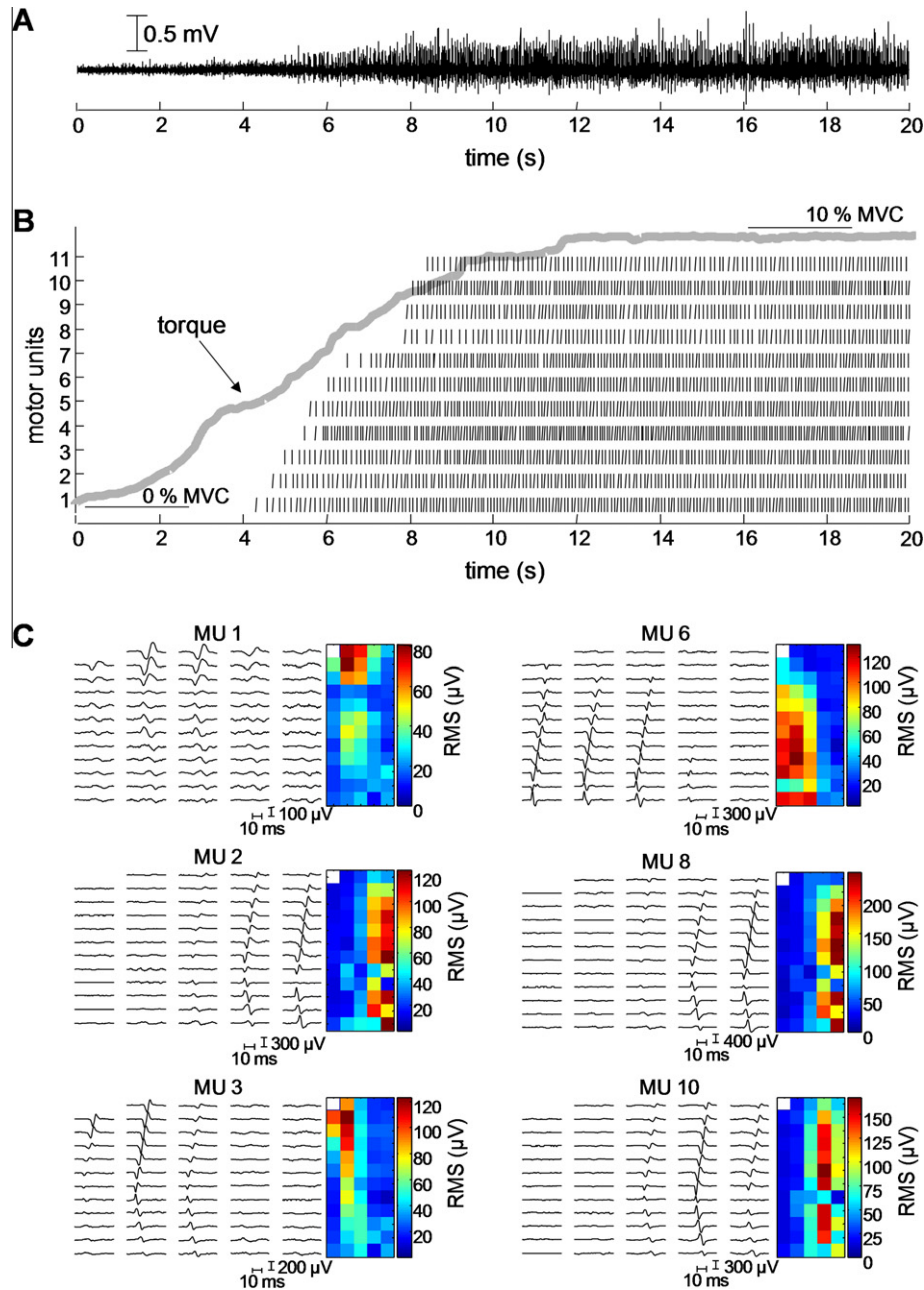 A
0.5 mV
0 2 4 6 8 10 12 14 16 18 20
time (s)
B
10 % MVC
11
10
9
8
7
6
5
4
3
2
1
motor units
torque
0 % MVC
0 2 4 6 8 10 12 14 16 18 20
time (s)
C
MU 1
80
60
40
20
0
RMS (µV)
10 ms
100 µV
MU 6
120
100
80
60
40
20
RMS (µV)
10 ms
300 µV
MU 2
120
100
80
60
40
20
RMS (µV)
10 ms
300 µV
MU 8
200
150
100
50
0
RMS (µV)
10 ms
400 µV
MU 3
120
100
80
60
40
20
RMS (µV)
10 ms
200 µV
MU 10
150
125
100
75
50
25
0
RMS (µV)
10 ms
300 µV